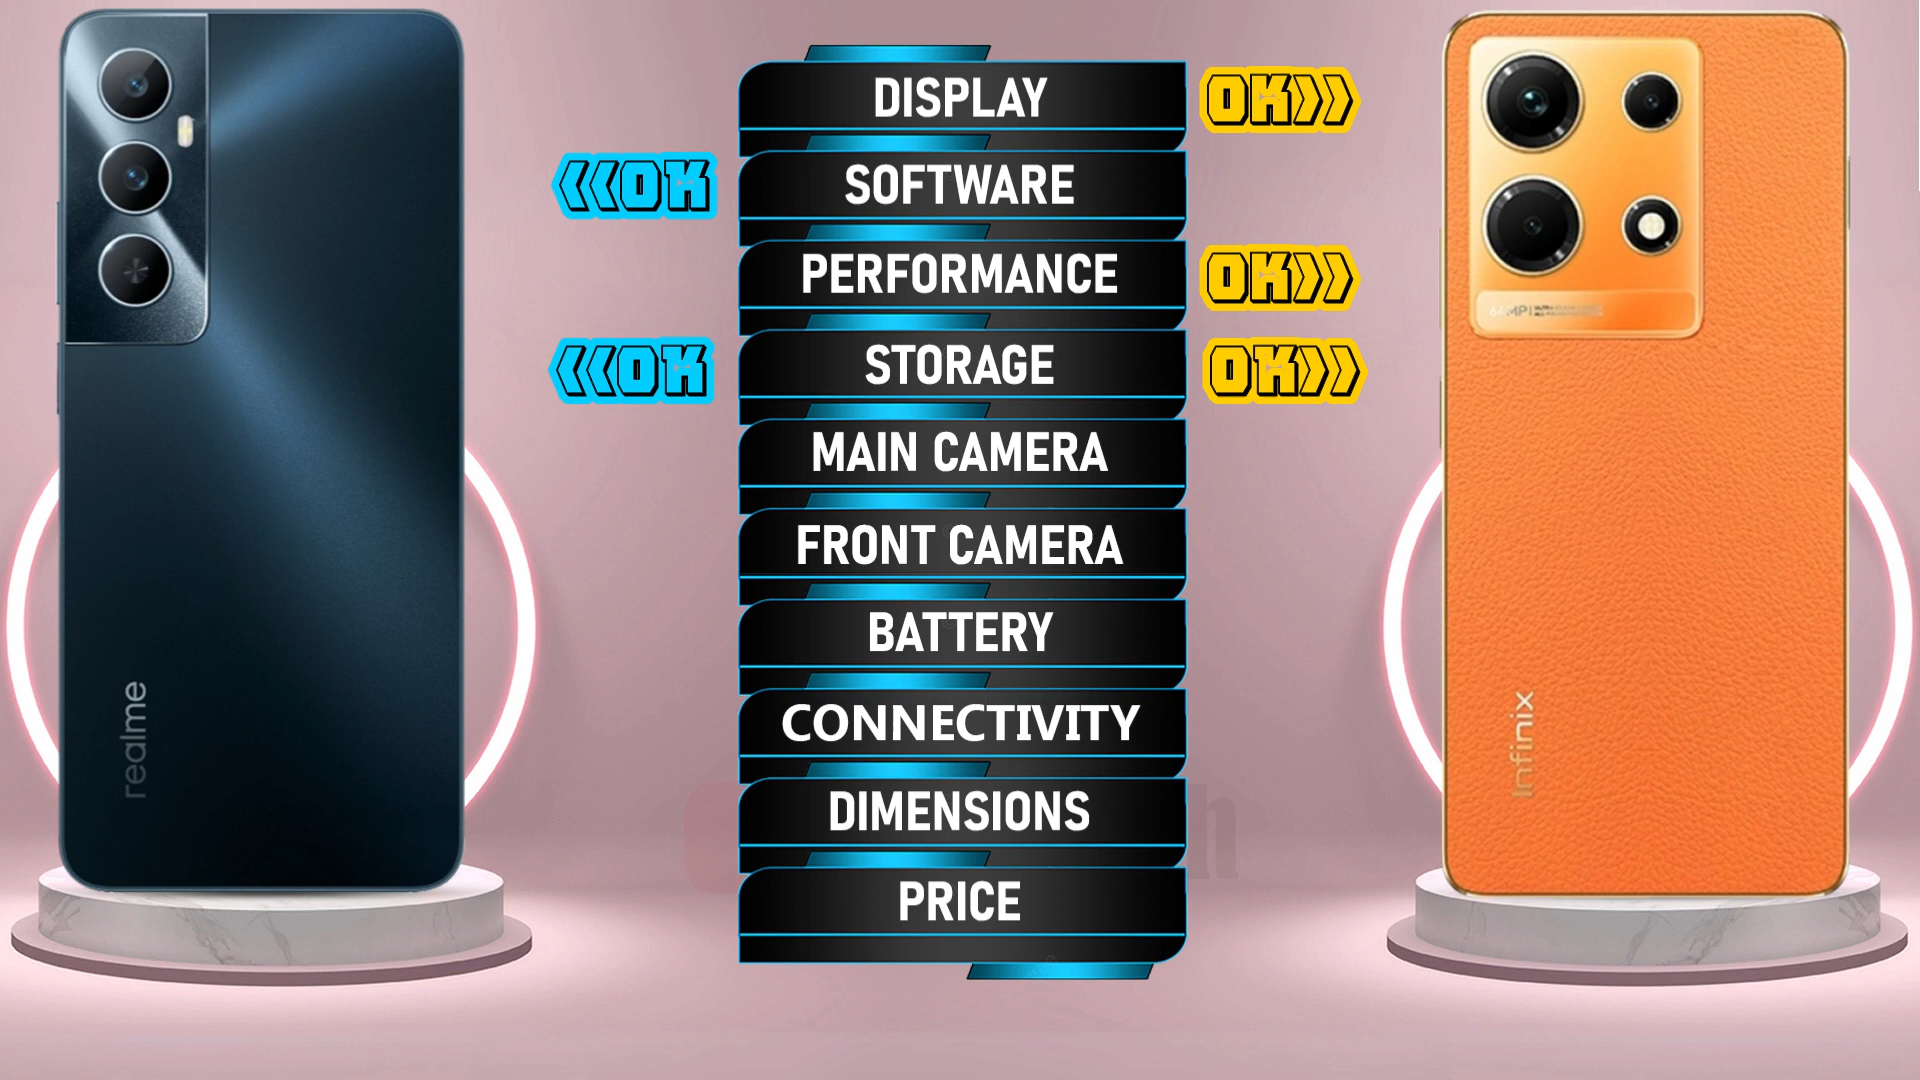 DISPLAY OK
OK SOFTWARE
PERFORMANCE OK
OK STORAGE OK
MAIN CAMERA
FRONT CAMERA
BATTERY
CONNECTIVITY
DIMENSIONS
PRICE
realme
Infinix